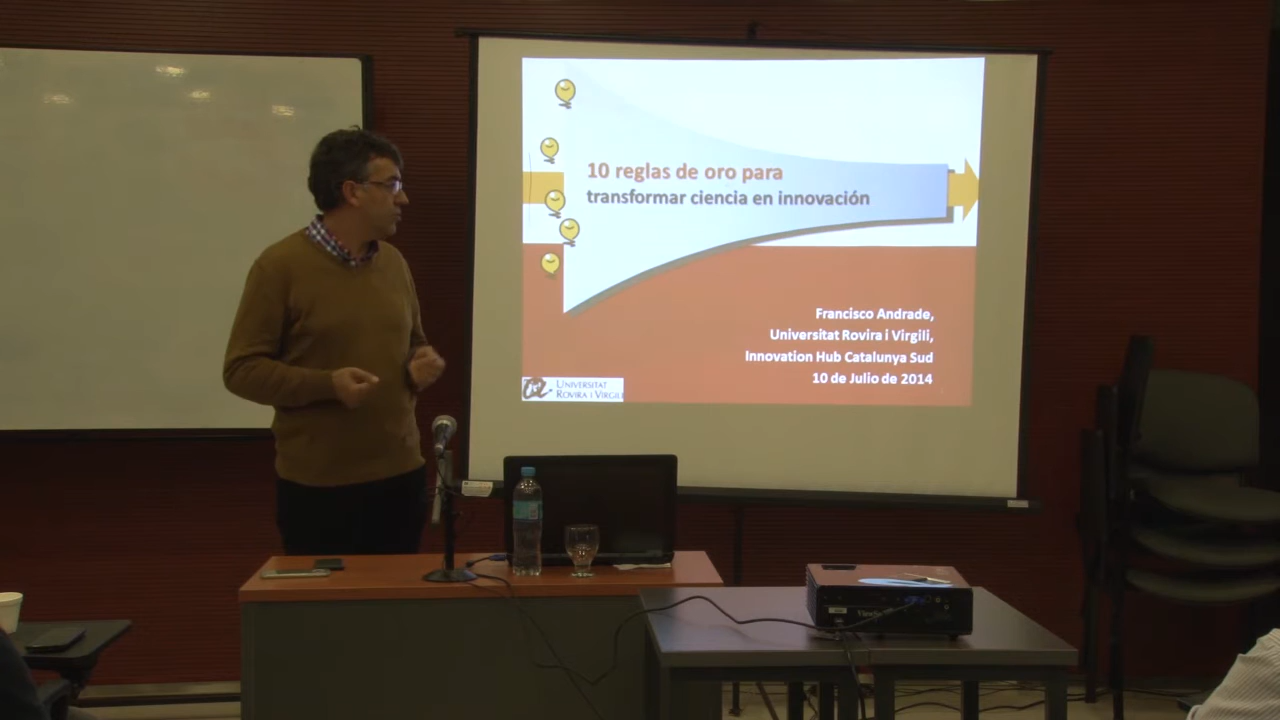 10 reglas de oro para
transformar ciencia en innovación
Francisco Andrade,
Universitat Rovira i Virgili,
Innovation Hub Catalunya Sud
10 de Julio de 2014
UNIVERSITAT
ROVIRA I VIRGILI